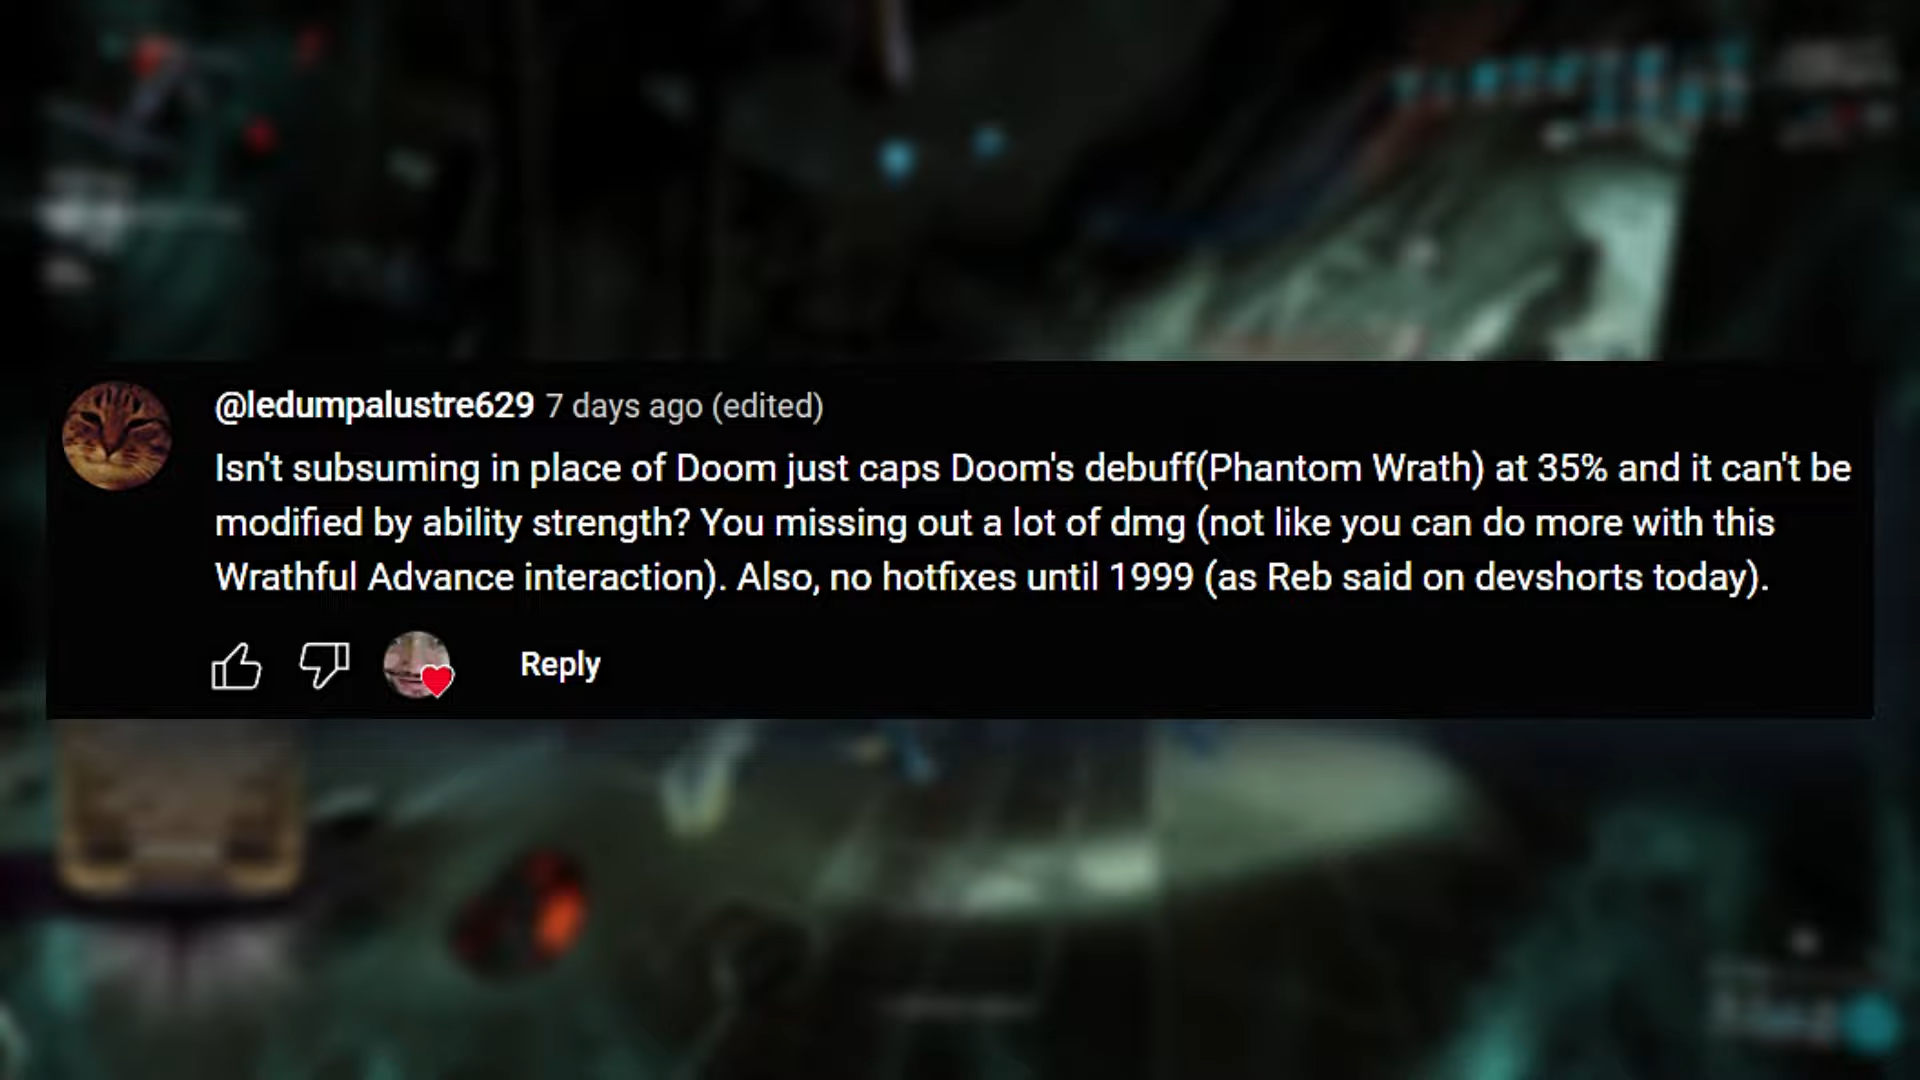 @ledumpalustre629 7 days ago (edited)
Isn't subsuming in place of Doom just caps Doom's debuff(Phantom Wrath) at 35% and it can't be
modified by ability strength? You missing out a lot of dmg (not like you can do more with this
Wrathful Advance interaction). Also, no hotfixes until 1999 (as Reb said on devshorts today).
Reply